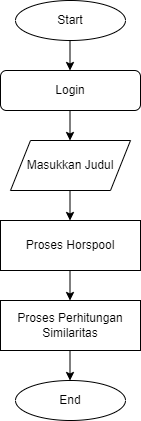 Start
Login
Masukkan Judul
Proses Horspool
Proses Perhitungan
Similaritas
End